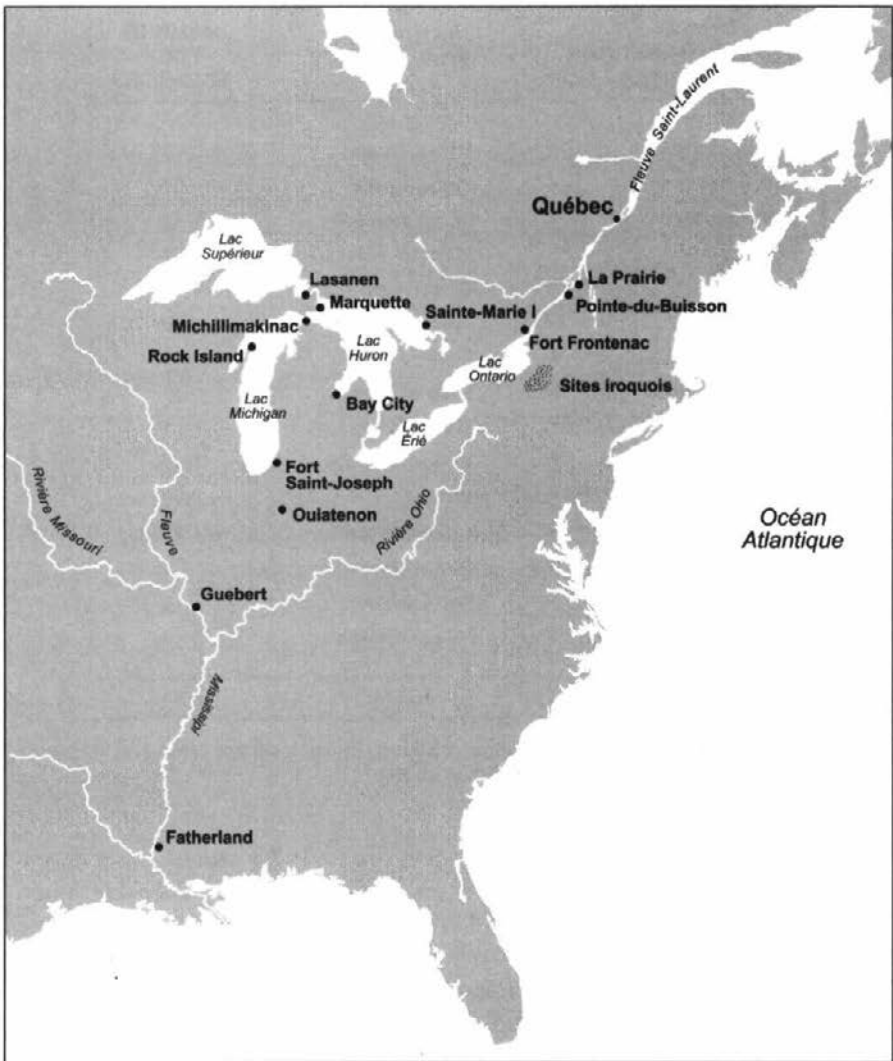 Fleuve Saint-Laurent
Québec
Lac
Supérieur
Lasanen
Marquette
La Prairie
Pointe-du-Buisson
Sainte-Marie I
Michillimakinac
Fort Frontenac
Rock Island
Lac
Huron
Lac
Ontario
Sites iroquois
Lac
Michigan
Bay City
Lac
Érié
Fort
Saint-Joseph
Rivière Missouri
Fleuve
Rivière Ohio
Ouiatenon
Océan
Atlantique
Guebert
Mississipi
Fatherland